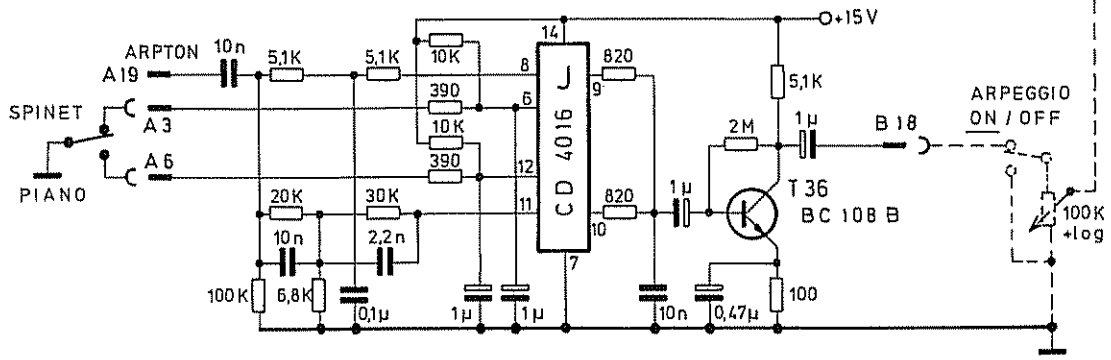 +15V
14
10n
ARPTON
A19
5,1K
5,1K
10K
8
J
820
9
5,1K
SPINET
A3
390
6
ARPEGGIO
ON / OFF
10K
2M
1µ
B18
A6
390
12
CD 4016
PIANO
20K
30K
11
820
10
1µ
T36
BC 108 B
100K
+log
10n
2,2n
7
100K
6,8K
0,1µ
1µ
1µ
10n
0,47µ
100